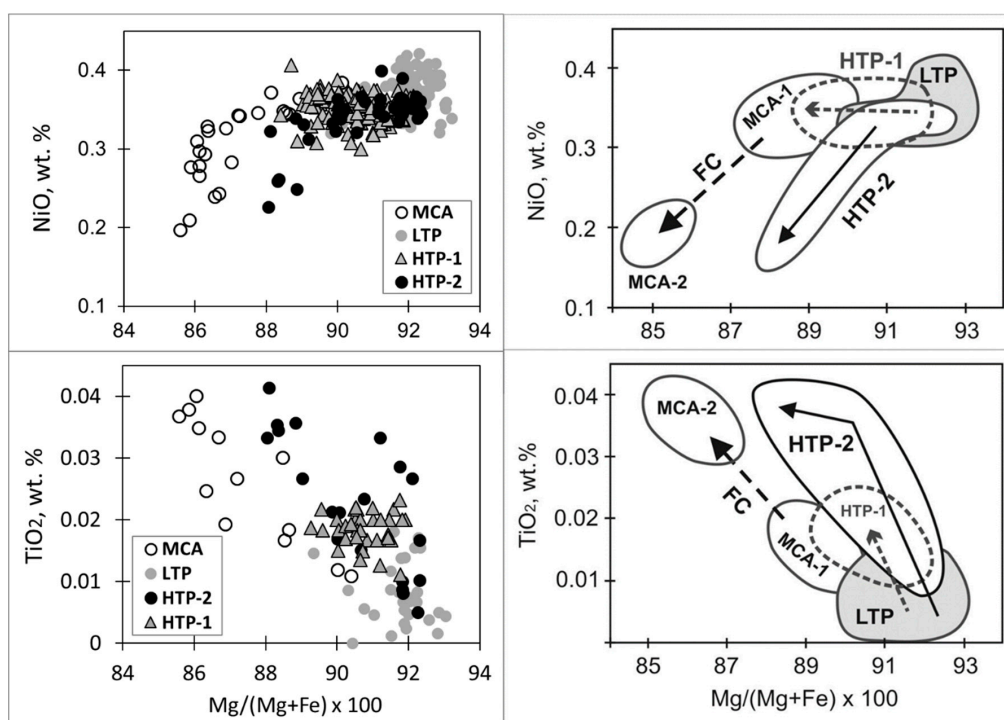 NiO, wt. %
0.4
0.3
0.2
0.1
MCA
LTP
HTP-1
HTP-2
84 86 88 90 92 94
NiO, wt. %
0.4
0.3
0.2
0.1
HTP-1
LTP
MCA-1
FC
HTP-2
MCA-2
85 87 89 91 93
TiO2, wt. %
0.04
0.03
0.02
0.01
0
MCA
LTP
HTP-2
HTP-1
84 86 88 90 92 94
Mg/(Mg+Fe) x 100
TiO2, wt.%
0.04
0.03
0.02
0.01
MCA-2
HTP-2
FC
HTP-1
MCA-1
LTP
85 87 89 91 93
Mg/(Mg+Fe) x 100